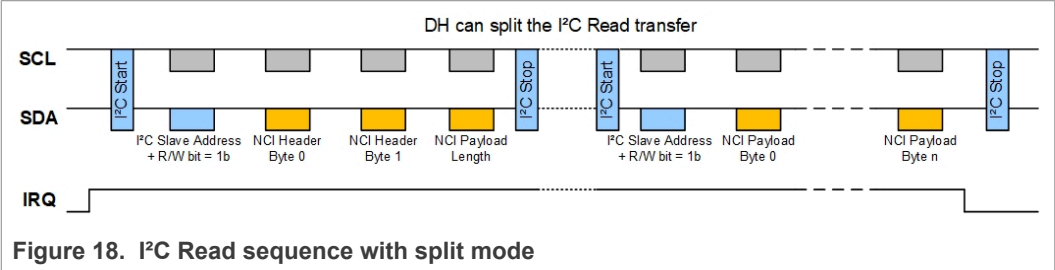 DH can split the I²C Read transfer
SCL
I²C Start
I²C Stop
I²C Start
I²C Stop
SDA
I²C Slave Address
+ R/W bit = 1b
NCI Header
Byte 0
NCI Header
Byte 1
NCI Payload
Length
I²C Slave Address
+ R/W bit = 1b
NCI Payload
Byte 0
NCI Payload
Byte n
IRQ
Figure 18. I²C Read sequence with split mode